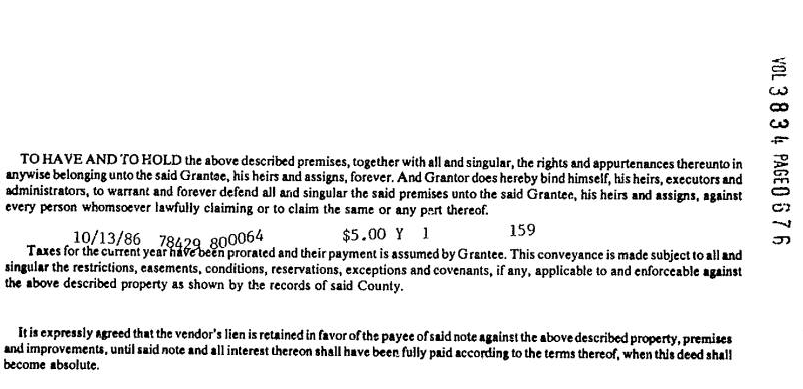 VOL 3834 PAGE 0676
TO HAVE AND TO HOLD the above described premises, together with all and singular, the rights and appurtenances thereunto in
anywise belonging unto the said Grantee, his heirs and assigns, forever. And Grantor does hereby bind himself, his heirs, executors and
administrators, to warrant and forever defend all and singular the said premises unto the said Grantee, his heirs and assigns, against
every person whomsoever lawfully claiming or to claim the same or any part thereof.
10/13/86 78429 800064 $5.00 Y 1 159
Taxes for the current year have been prorated and their payment is assumed by Grantee. This conveyance is made subject to all and
singular the restrictions, easements, conditions, reservations, exceptions and covenants, if any, applicable to and enforceable against
the above described property as shown by the records of said County.
It is expressly agreed that the vendor's lien is retained in favor of the payee of said note against the above described property, premises
and improvements, until said note and all interest thereon shall have been fully paid according to the terms thereof, when this deed shall
become absolute.